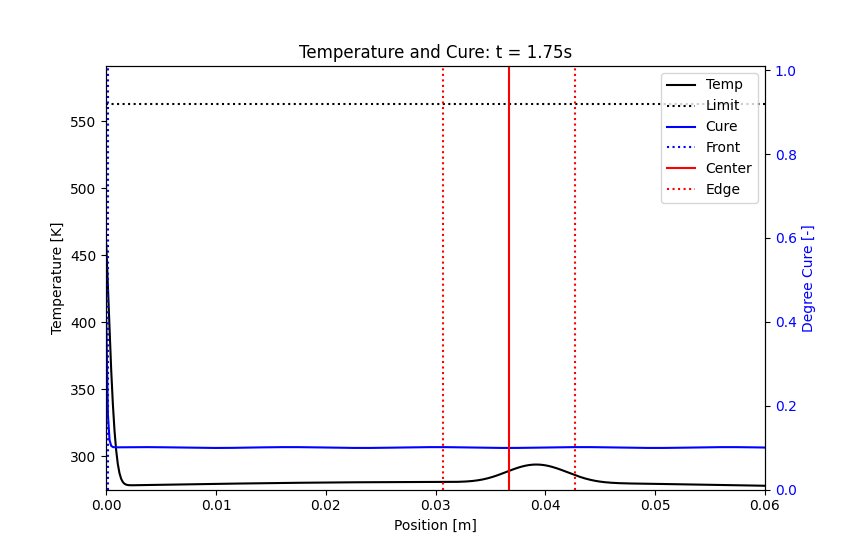 Temperature and Cure: t = 1.75s
Temp
Limit
Cure
Front
Center
Edge
Temperature [K]
550
500
450
400
350
300
Degree Cure [-]
1.0
0.8
0.6
0.4
0.2
0.0
0.00 0.01 0.02 0.03 0.04 0.05 0.06
Position [m]